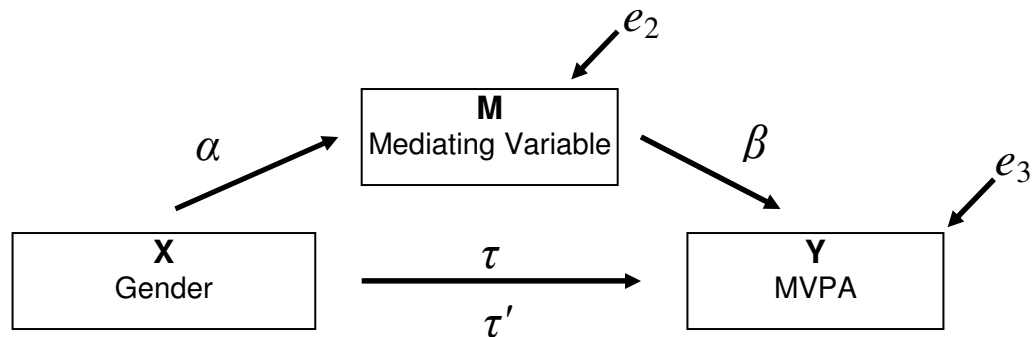 e₂
M
Mediating Variable
α
β
e₃
X
Gender
τ
τ′
Y
MVPA